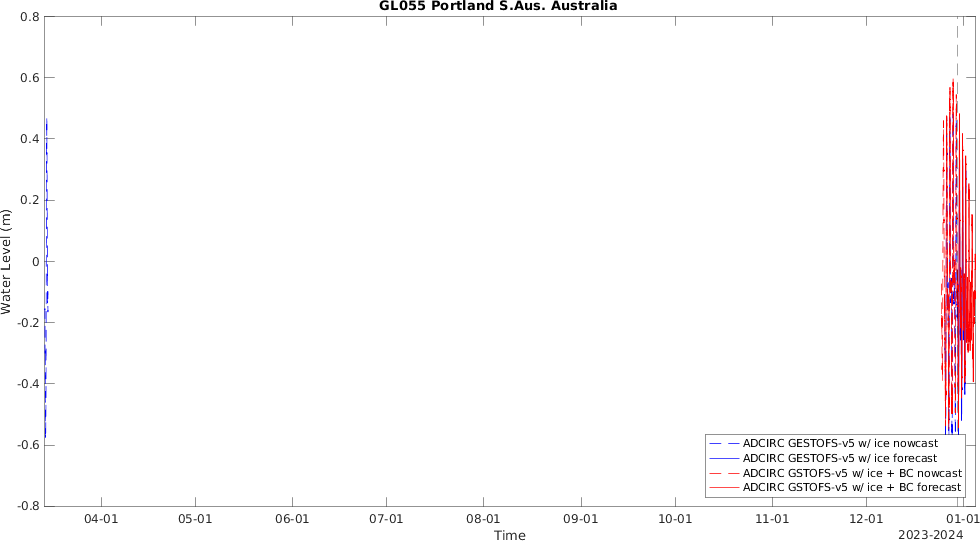 GL055 Portland S.Aus. Australia
0.8
0.6
0.4
0.2
0
-0.2
-0.4
-0.6
-0.8
Water Level (m)
04-01
05-01
06-01
07-01
08-01
09-01
10-01
11-01
12-01
01-01
Time
2023-2024
ADCIRC GESTOFS-v5 w/ ice nowcast
ADCIRC GESTOFS-v5 w/ ice forecast
ADCIRC GSTOFS-v5 w/ ice + BC nowcast
ADCIRC GSTOFS-v5 w/ ice + BC forecast